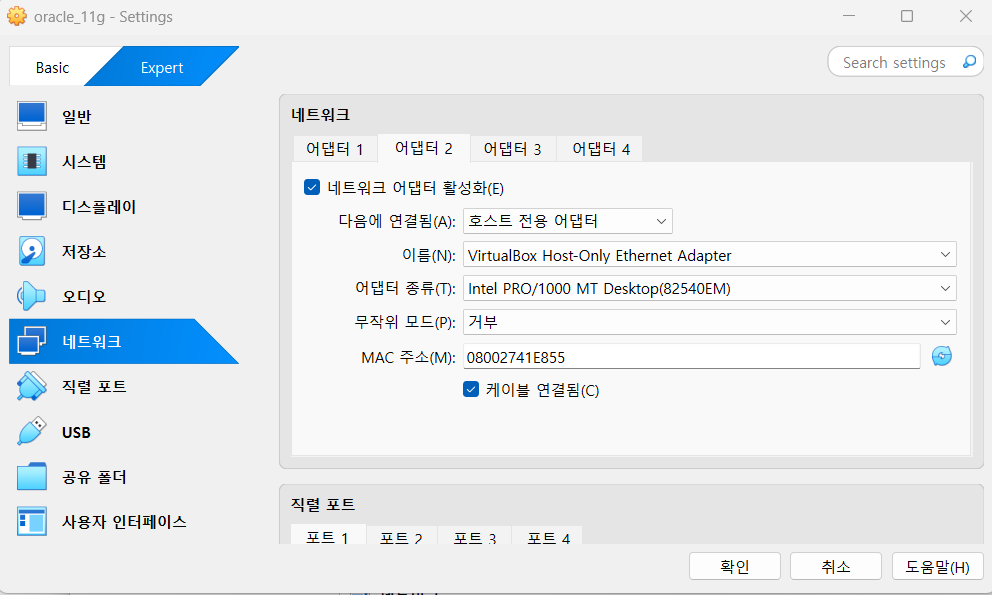 oracle_11g - Settings
Basic
Expert
Search settings
일반
시스템
디스플레이
저장소
오디오
네트워크
직렬 포트
USB
공유 폴더
사용자 인터페이스
네트워크
어댑터 1 어댑터 2 어댑터 3 어댑터 4
네트워크 어댑터 활성화(E)
다음에 연결됨(A): 호스트 전용 어댑터
이름(N): VirtualBox Host-Only Ethernet Adapter
어댑터 종류(T): Intel PRO/1000 MT Desktop(82540EM)
무작위 모드(P): 거부
MAC 주소(M): 08002741E855
케이블 연결됨(C)
직렬 포트
포트 1 포트 2 포트 3 포트 4
확인 취소 도움말(H)